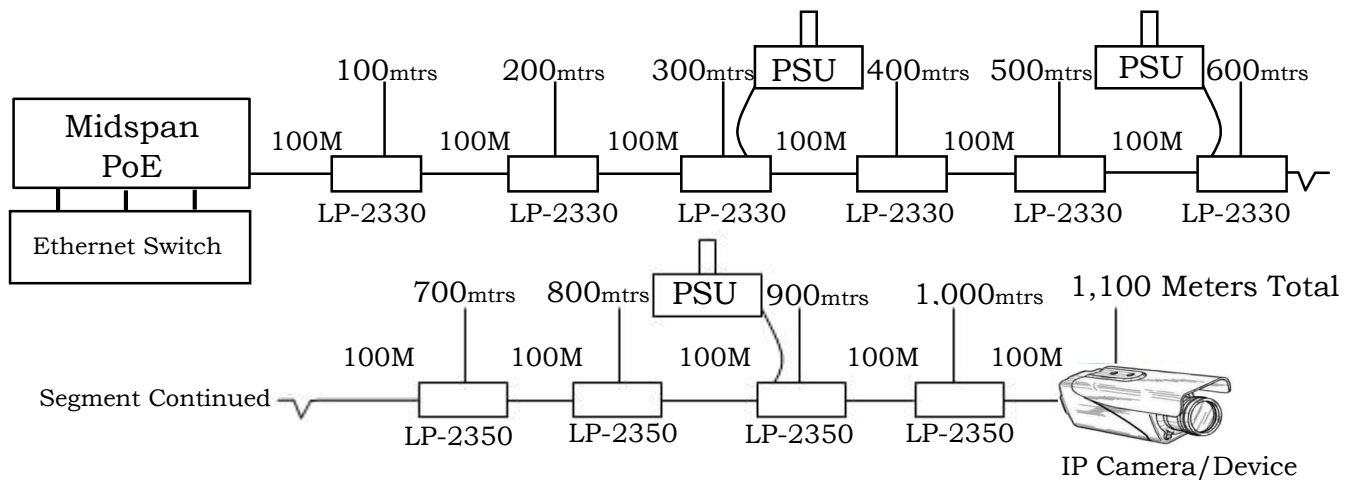 PSU
PSU
100mtrs
200mtrs
300mtrs
400mtrs
500mtrs
600mtrs
Midspan
PoE
100M
100M
100M
100M
100M
100M
LP-2330
LP-2330
LP-2330
LP-2330
LP-2330
LP-2330
Ethernet Switch
PSU
700mtrs
800mtrs
900mtrs
1,000mtrs
1,100 Meters Total
100M
100M
100M
100M
100M
Segment Continued
LP-2350
LP-2350
LP-2350
LP-2350
IP Camera/Device